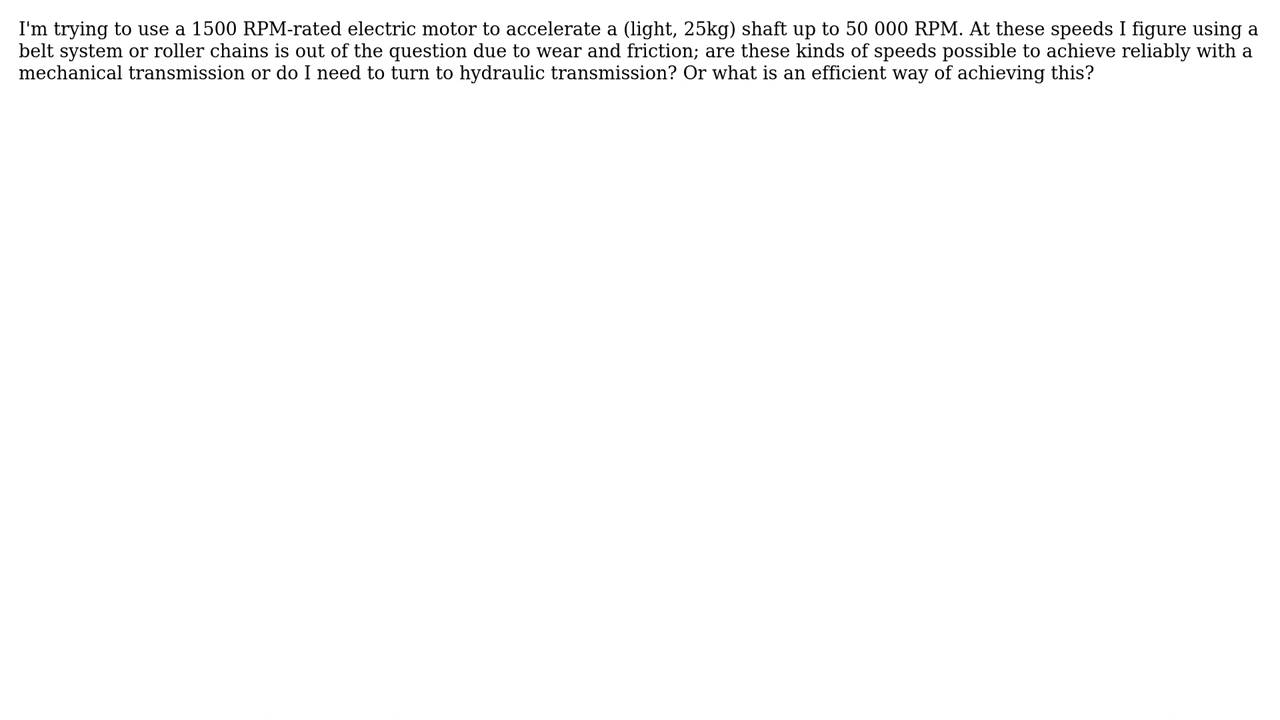 I'm trying to use a 1500 RPM-rated electric motor to accelerate a (light, 25kg) shaft up to 50 000 RPM. At these speeds I figure using a
belt system or roller chains is out of the question due to wear and friction; are these kinds of speeds possible to achieve reliably with a
mechanical transmission or do I need to turn to hydraulic transmission? Or what is an efficient way of achieving this?